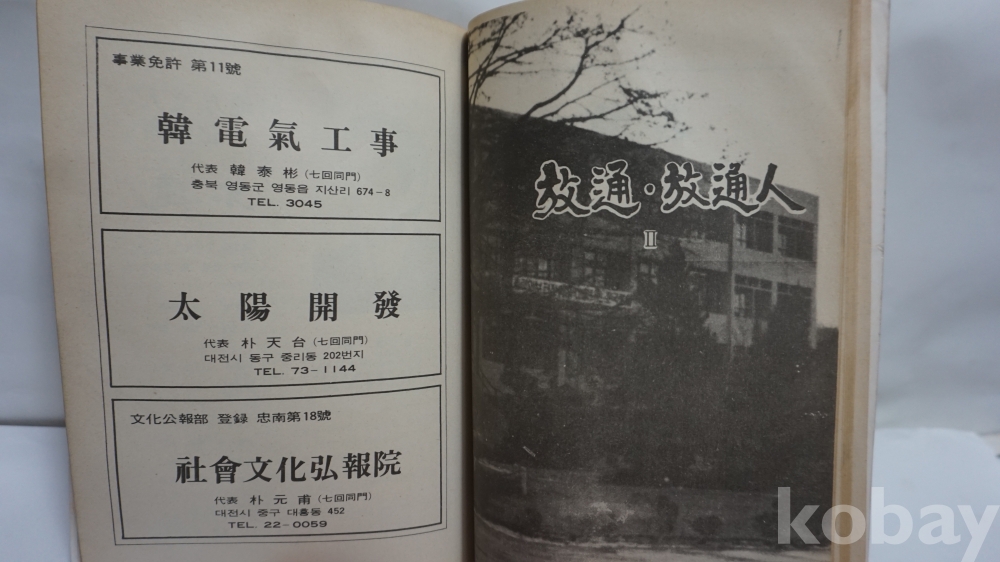 事業免許 第11號
韓電氣工事
代表 韓泰彬 (七回同門)
충북 영동군 영동읍 지산리 674-8
TEL. 3045
太陽開發
代表 朴天台 (七回同門)
대전시 동구 중리동 202번지
TEL. 73-1144
文化公報部 登録 忠南第18號
社會文化弘報院
代表 朴元甫 (七回同門)
대전시 중구 대흥동 452
TEL. 22-0059
放通·放通人
II
kobay